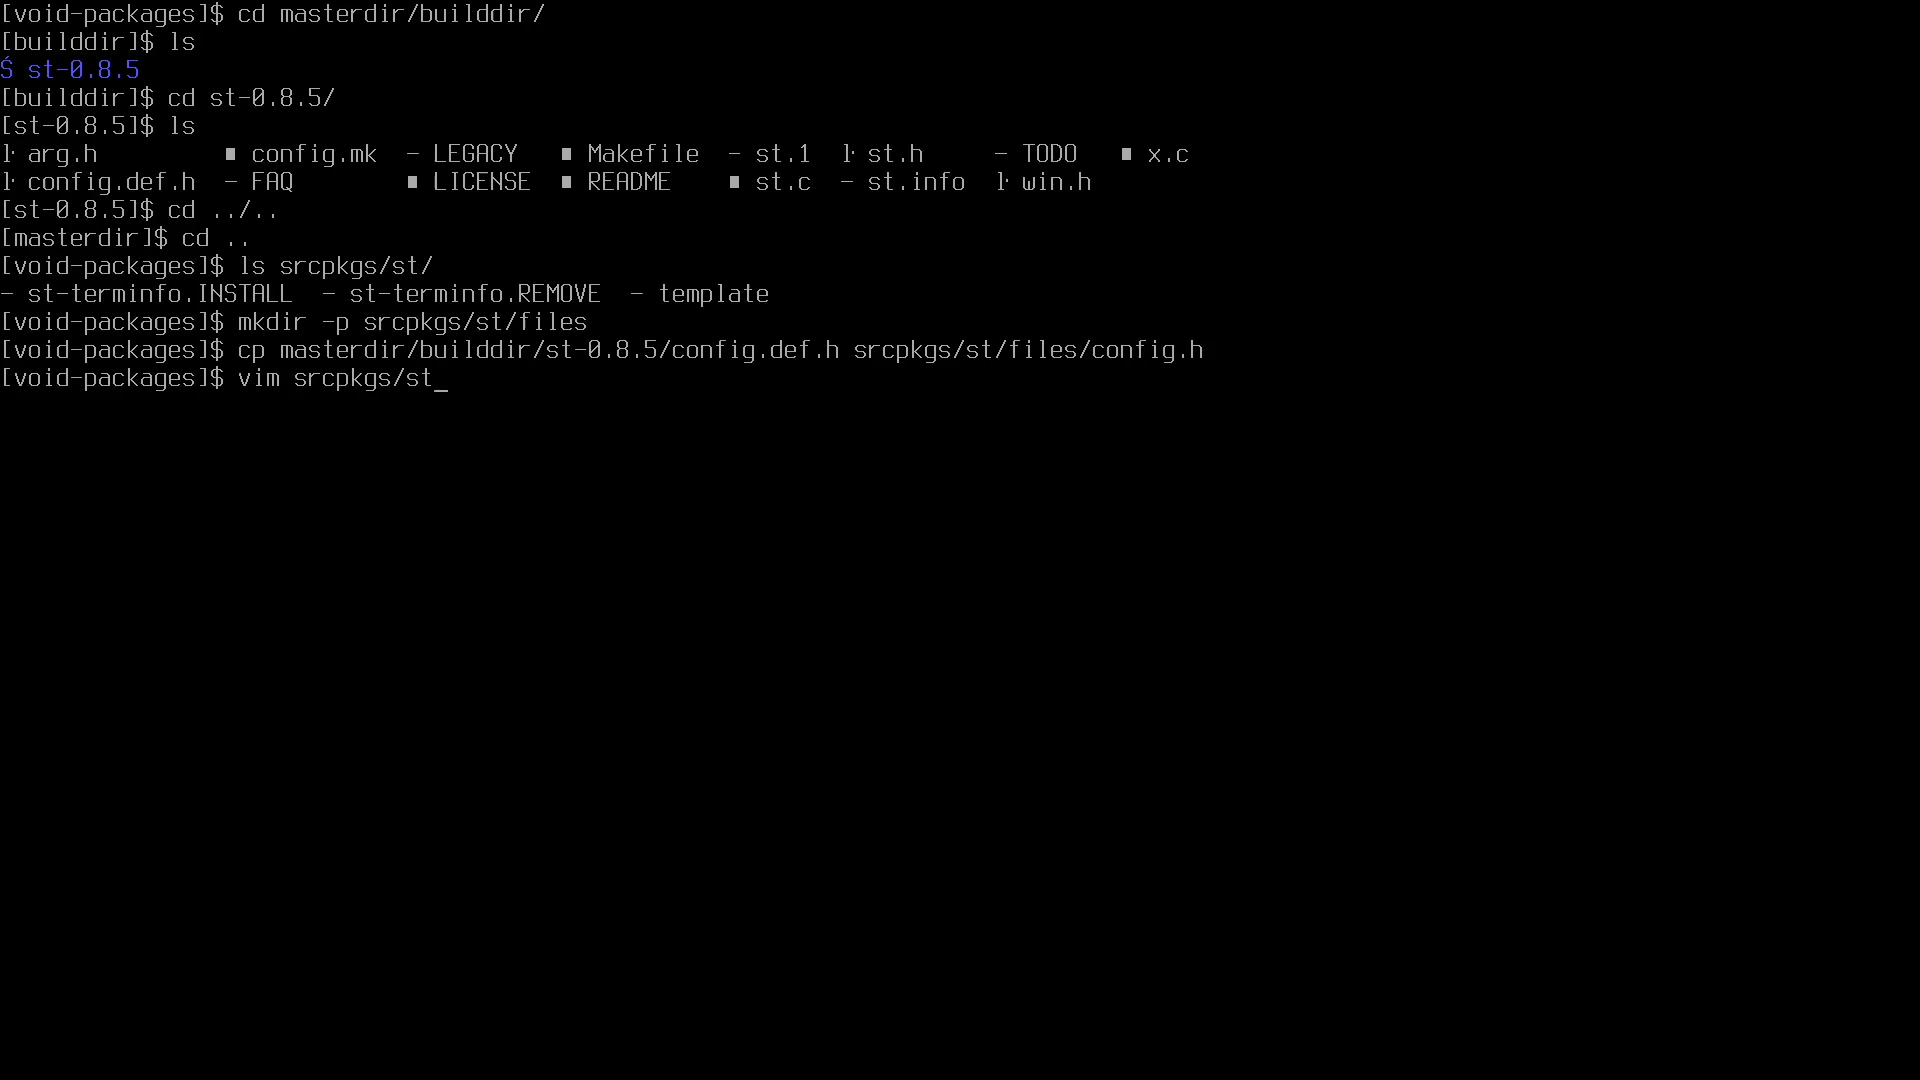 [void-packages]$ cd masterdir/builddir/
[builddir]$ ls
Ś st-0.8.5
[builddir]$ cd st-0.8.5/
[st-0.8.5]$ ls
ŀ arg.h ■ config.mk - LEGACY ■ Makefile - st.1 ŀ st.h - TODO ■ x.c
ŀ config.def.h - FAQ ■ LICENSE ■ README ■ st.c - st.info ŀ win.h
[st-0.8.5]$ cd ../..
[masterdir]$ cd ..
[void-packages]$ ls srcpkgs/st/
- st-terminfo.INSTALL - st-terminfo.REMOVE - template
[void-packages]$ mkdir -p srcpkgs/st/files
[void-packages]$ cp masterdir/builddir/st-0.8.5/config.def.h srcpkgs/st/files/config.h
[void-packages]$ vim srcpkgs/st_